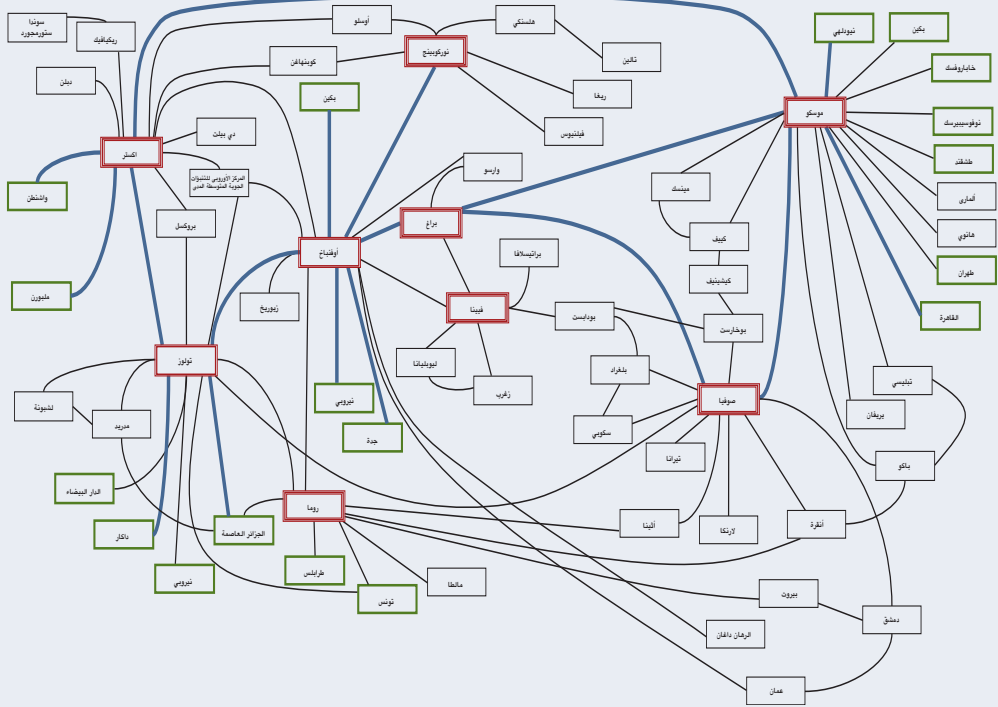 سوندا
ستورمجورد
ريكيافيك
أوسلو
هلسنكي
نيودلهي
بكين
كوبنهاغن
نوركوبينج
تالين
خاباروفسك
دبلن
بكين
ريغا
موسكو
نوفوسيبيرسك
دي بيلت
فيلنيوس
اكستر
طشقند
واشنطن
المركز الأوروبي للتنبؤات
الجوية المتوسطة المدى
وارسو
مينسك
ألماتي
بروكسل
براغ
كييف
هانوي
أوفنباخ
براتيسلافا
كيشينيف
طهران
ملبورن
زيوريخ
فيينا
بودابست
بوخارست
القاهرة
تولوز
ليوبليانا
بلغراد
تبليسي
لشبونة
مدريد
نيروبي
زغرب
صوفيا
يريفان
جدة
سكوبي
تيرانا
باكو
الدار البيضاء
روما
داكار
الجزائر العاصمة
أثينا
لارنكا
أنقرة
نيروبي
طرابلس
تونس
مالطا
بيروت
دمشق
الرهان داغان
عمان